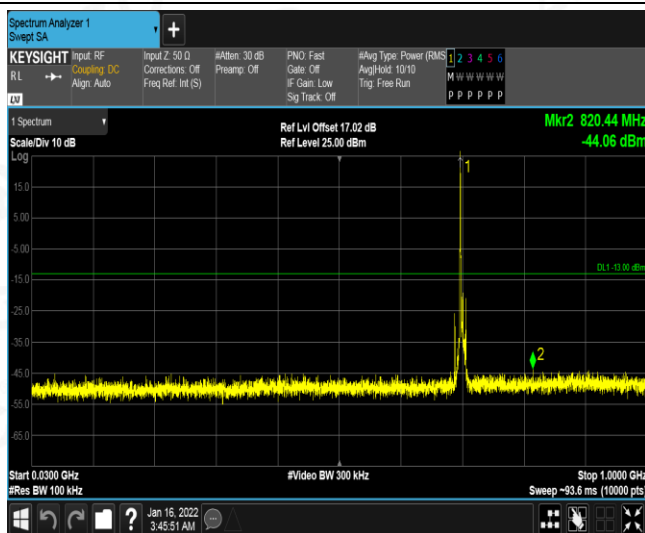 Spectrum Analyzer 1
Swept SA
+
KEYSIGHT
RL
LXI
Input: RF
Coupling: DC
Align: Auto
Input Z: 50 Ω
Corrections: Off
Freq Ref: Int (S)
#Atten: 30 dB
Preamp: Off
PNO: Fast
Gate: Off
IF Gain: Low
Sig Track: Off
#Avg Type: Power (RMS
Avg|Hold: 10/10
Trig: Free Run
1 2 3 4 5 6
M W W W W W
P P P P P P
1 Spectrum
Scale/Div 10 dB
Log
Ref Lvl Offset 17.02 dB
Ref Level 25.00 dBm
Mkr2 820.44 MHz
-44.06 dBm
1
15.0
5.00
-5.00
DL1 -13.00 dBm
-15.0
-25.0
-35.0
2
-45.0
-55.0
-65.0
Start 0.0300 GHz
#Res BW 100 kHz
#Video BW 300 kHz
Stop 1.0000 GHz
Sweep ~93.6 ms (10000 pts)
?
Jan 16, 2022
3:45:51 AM